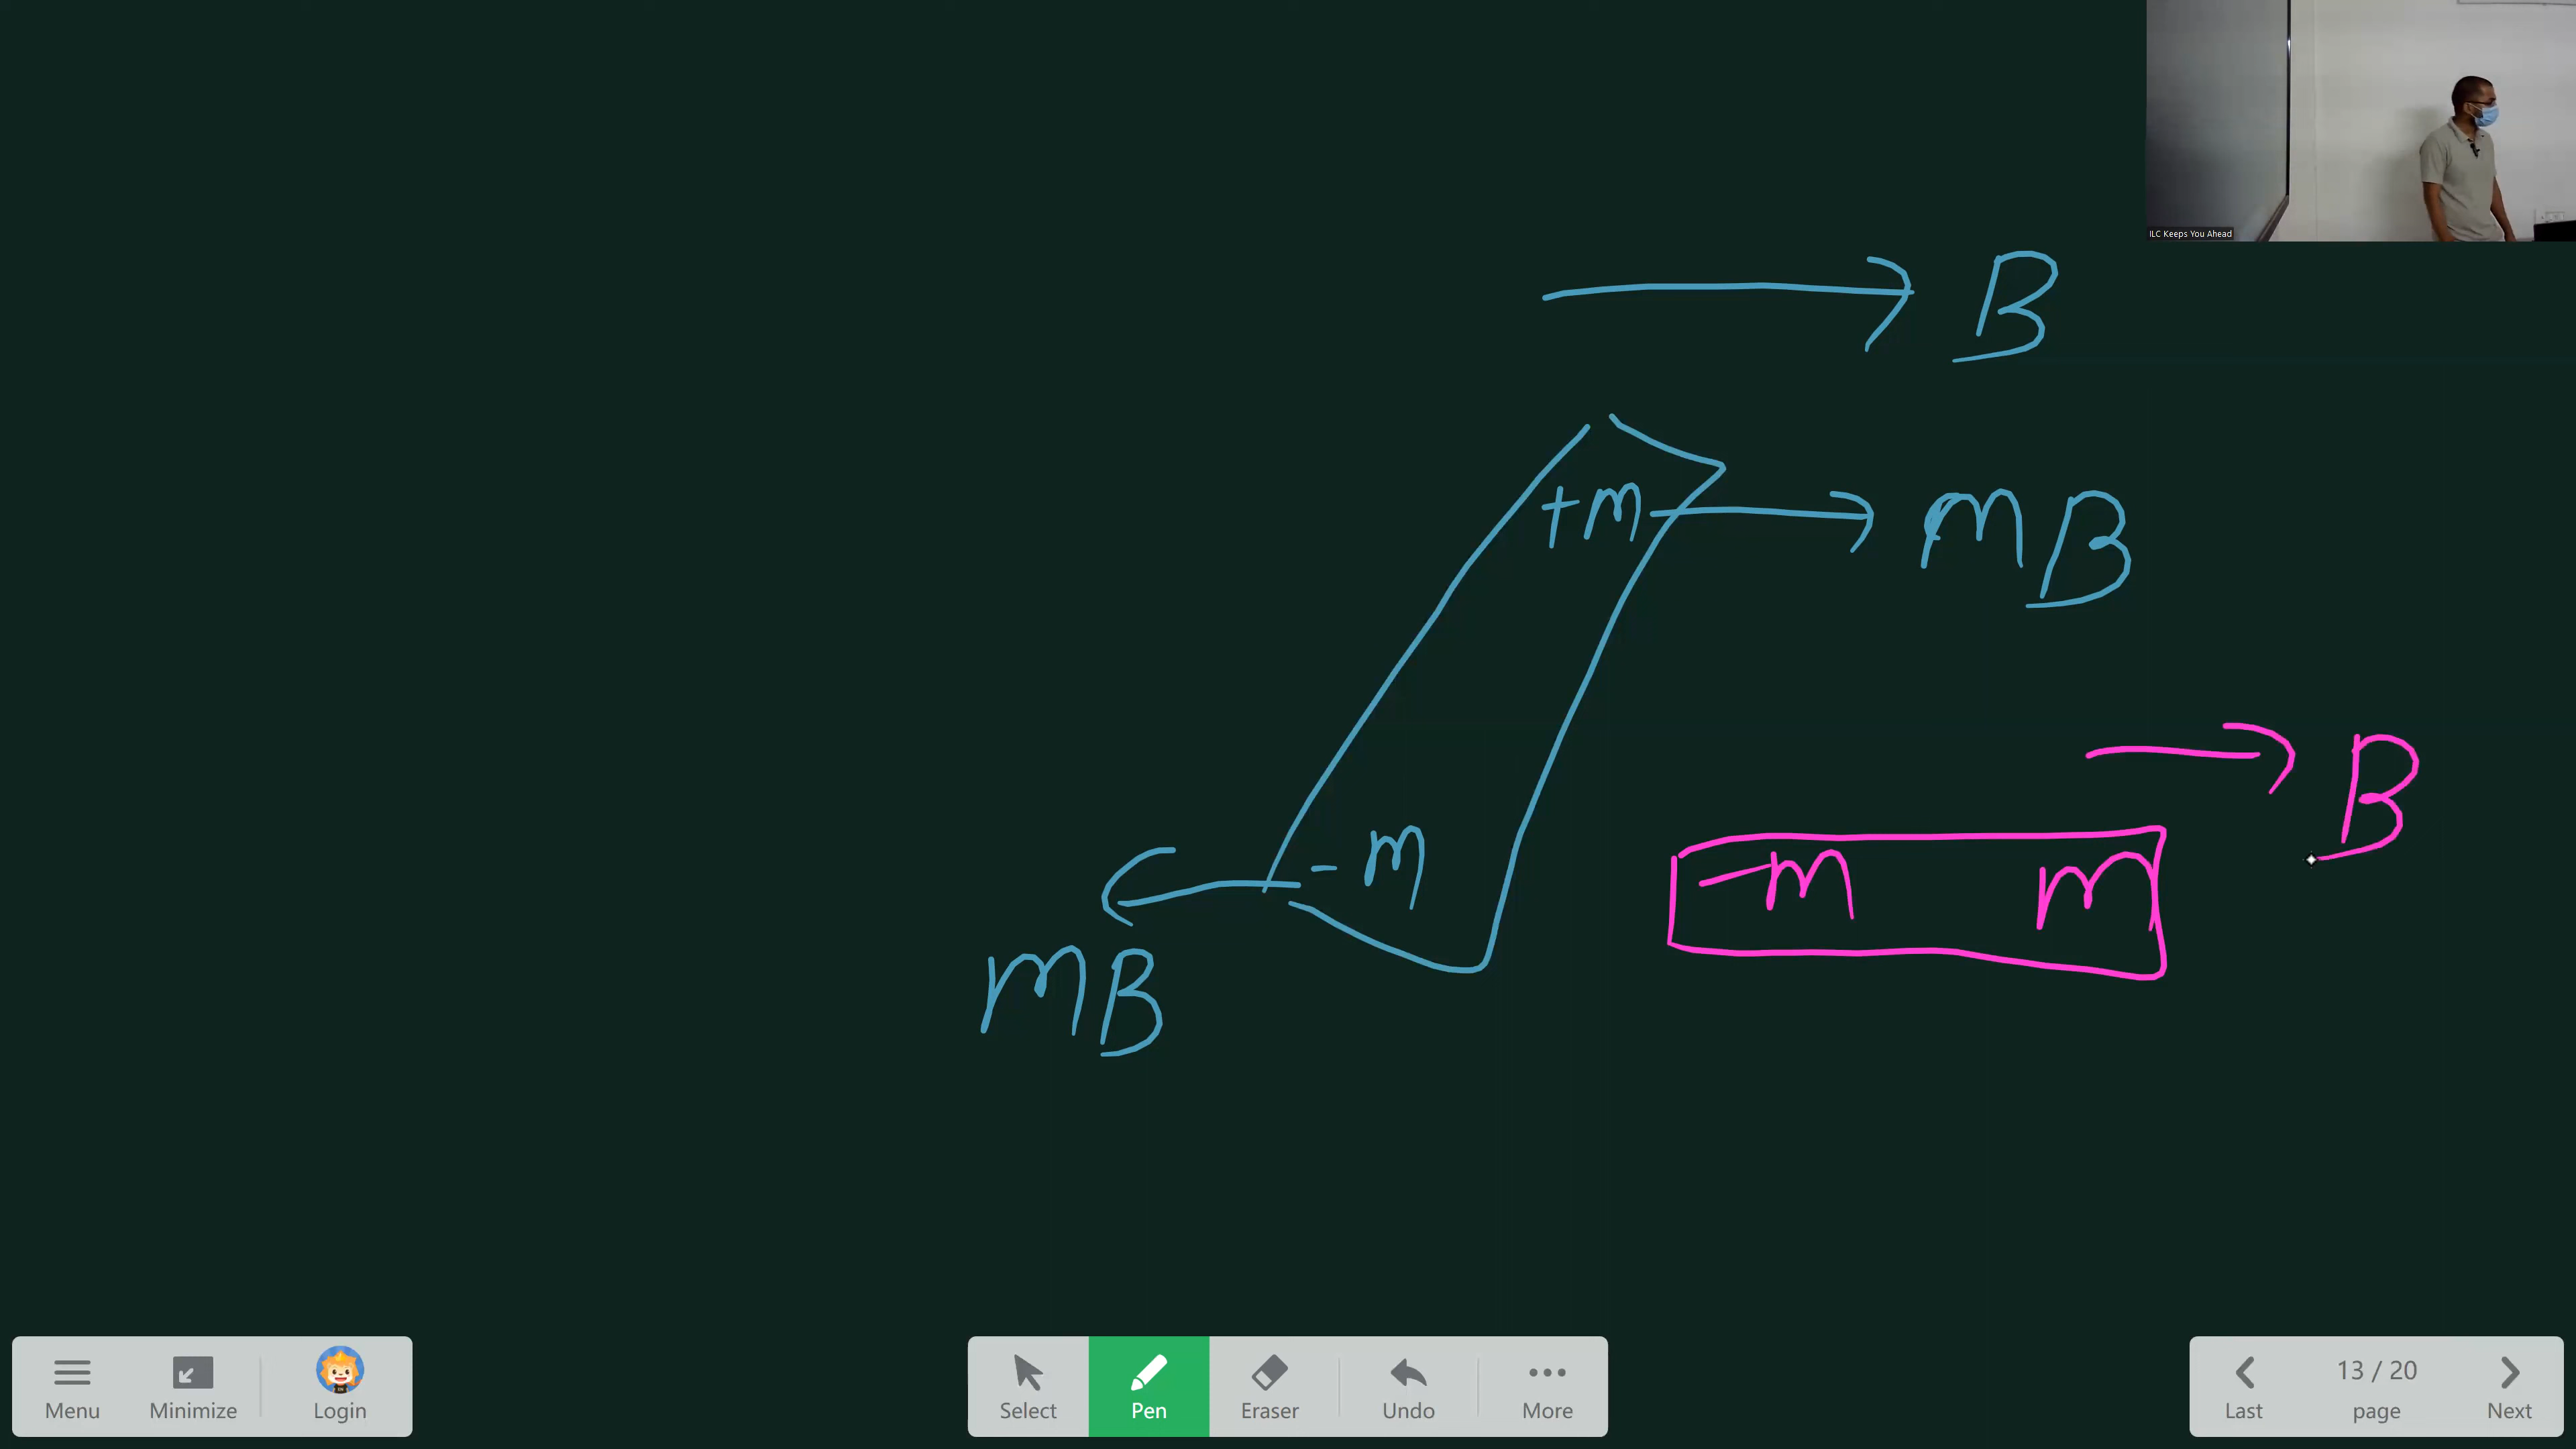 ILC Keeps You Ahead
B
+m
mB
B
-m
-m
m
mB
Menu
Minimize
Login
Select
Pen
Eraser
Undo
More
Last
13 / 20
page
Next